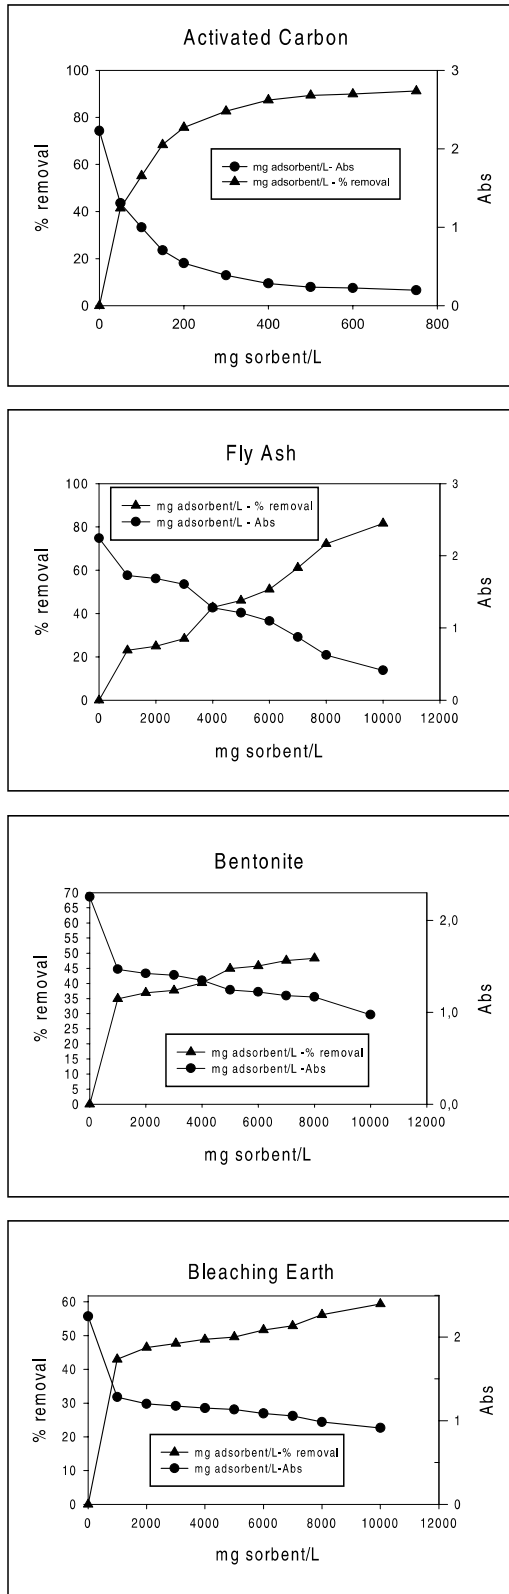 Activated Carbon
100
80
60
40
20
0
% removal
3
2
1
0
Abs
mg adsorbent/L- Abs
mg adsorbent/L - % removal
0 200 400 600 800
mg sorbent/L
Fly Ash
100
80
60
40
20
0
% removal
3
2
1
0
Abs
mg adsorbent/L - % removal
mg adsorbent/L - Abs
0 2000 4000 6000 8000 10000 12000
mg sorbent/L
Bentonite
70
65
60
55
50
45
40
35
30
25
20
15
10
5
0
% removal
2,0
1,0
0,0
Abs
mg adsorbent/L -% removal
mg adsorbent/L -Abs
0 2000 4000 6000 8000 10000 12000
mg sorbent/L
Bleaching Earth
60
50
40
30
20
10
0
% removal
2
1
0
Abs
mg adsorbent/L-% removal
mg adsorbent/L-Abs
0 2000 4000 6000 8000 10000 12000
mg sorbent/L